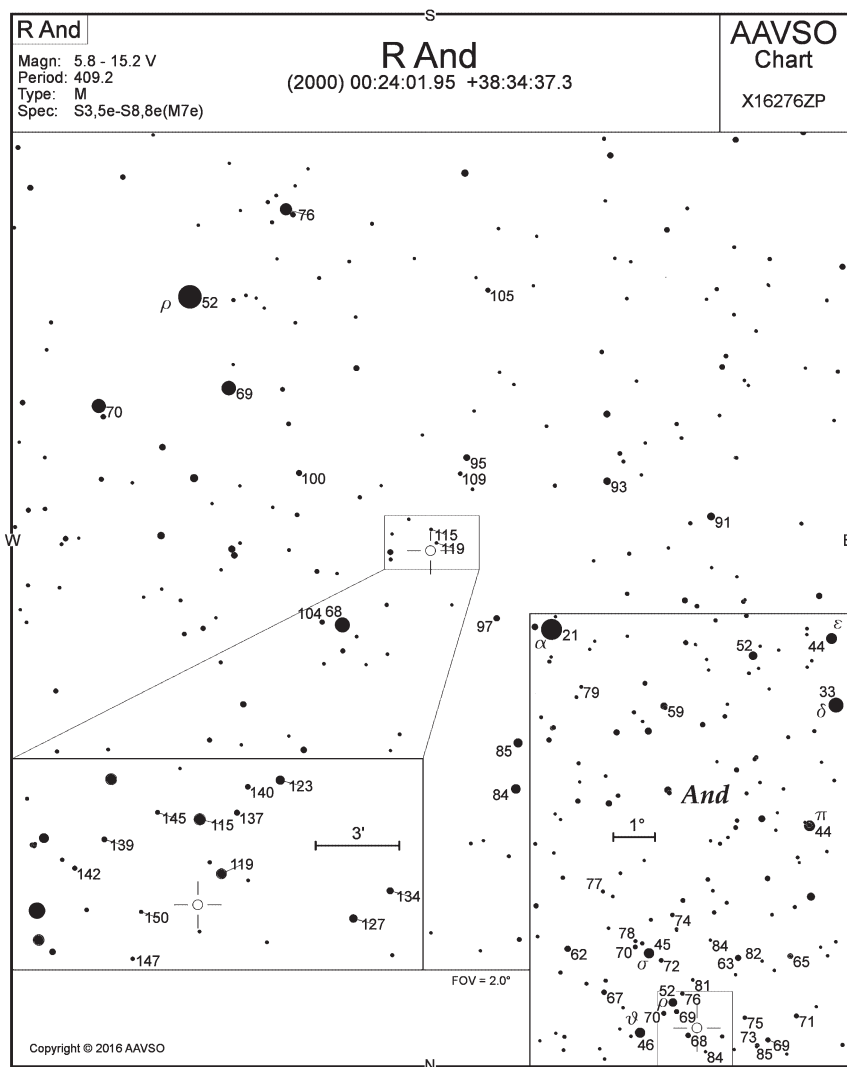 S
R And
Magn: 5.8 - 15.2 V
Period: 409.2
Type: M
Spec: S3,5e-S8,8e(M7e)
R And
(2000) 00:24:01.95 +38:34:37.3
AAVSO
Chart
X16276ZP
76
ρ 52
105
69
70
95
100
109
93
91
115
W
119
104 68
97
85
84
123
140
145
115
137
3'
139
119
142
134
150
127
147
FOV = 2.0°
α 21
ε
44
52
79
33
δ
59
And
π
44
1°
77
74
78
45
84
62
70
σ
72
63
82
65
81
67
52
76
ρ
70
69
ϑ
75
71
46
68
73
69
84
85
Copyright © 2016 AAVSO
N